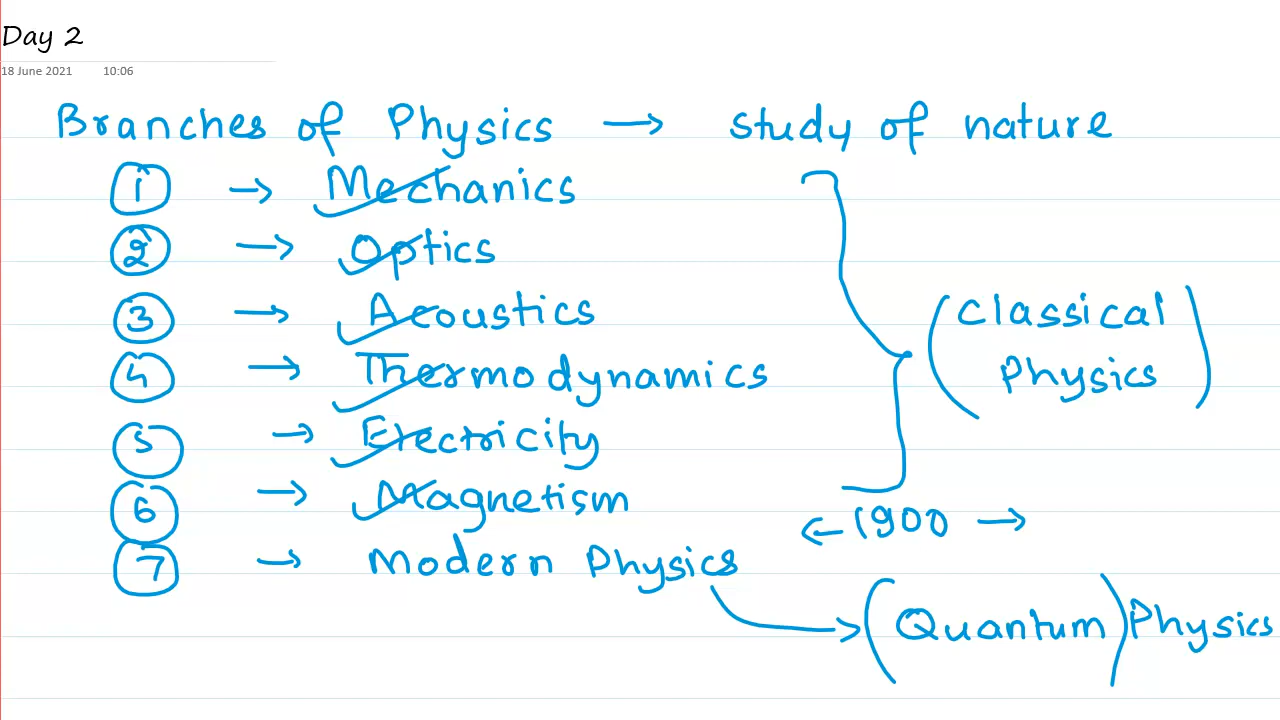 Day 2
18 June 2021 10:06
Branches of Physics → study of nature
1 → Mechanics
2 → Optics
3 → Acoustics
4 → Thermodynamics
5 → Electricity
6 → Magnetism
7 → Modern Physics
(Classical
Physics)
← 1900 →
(Quantum) Physics